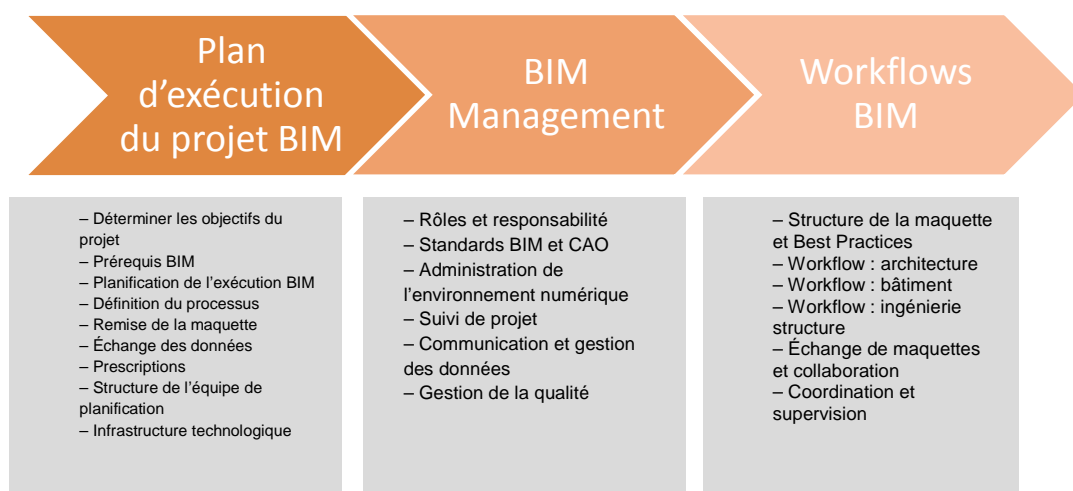 Plan
d’exécution
du projet BIM
BIM
Management
Workflows
BIM
– Déterminer les objectifs du
projet
– Prérequis BIM
– Planification de l’exécution BIM
– Définition du processus
– Remise de la maquette
– Échange des données
– Prescriptions
– Structure de l’équipe de
planification
– Infrastructure technologique
– Rôles et responsabilité
– Standards BIM et CAO
– Administration de
l’environnement numérique
– Suivi de projet
– Communication et gestion
des données
– Gestion de la qualité
– Structure de la maquette
et Best Practices
– Workflow : architecture
– Workflow : bâtiment
– Workflow : ingénierie
structure
– Échange de maquettes
et collaboration
– Coordination et
supervision